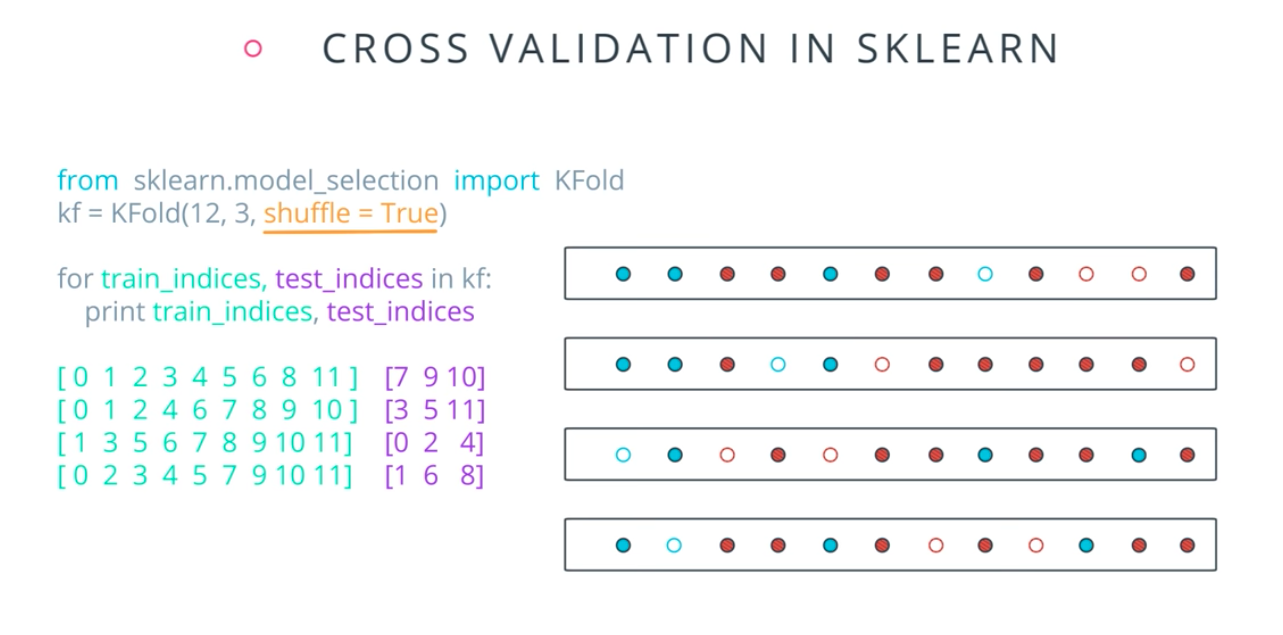 CROSS VALIDATION IN SKLEARN
from sklearn.model_selection import KFold
kf = KFold(12, 3, shuffle = True)
for train_indices, test_indices in kf:
print train_indices, test_indices
[ 0 1 2 3 4 5 6 8 11 ] [7 9 10]
[ 0 1 2 4 6 7 8 9 10 ] [3 5 11]
[ 1 3 5 6 7 8 9 10 11] [0 2 4]
[ 0 2 3 4 5 7 9 10 11] [1 6 8]